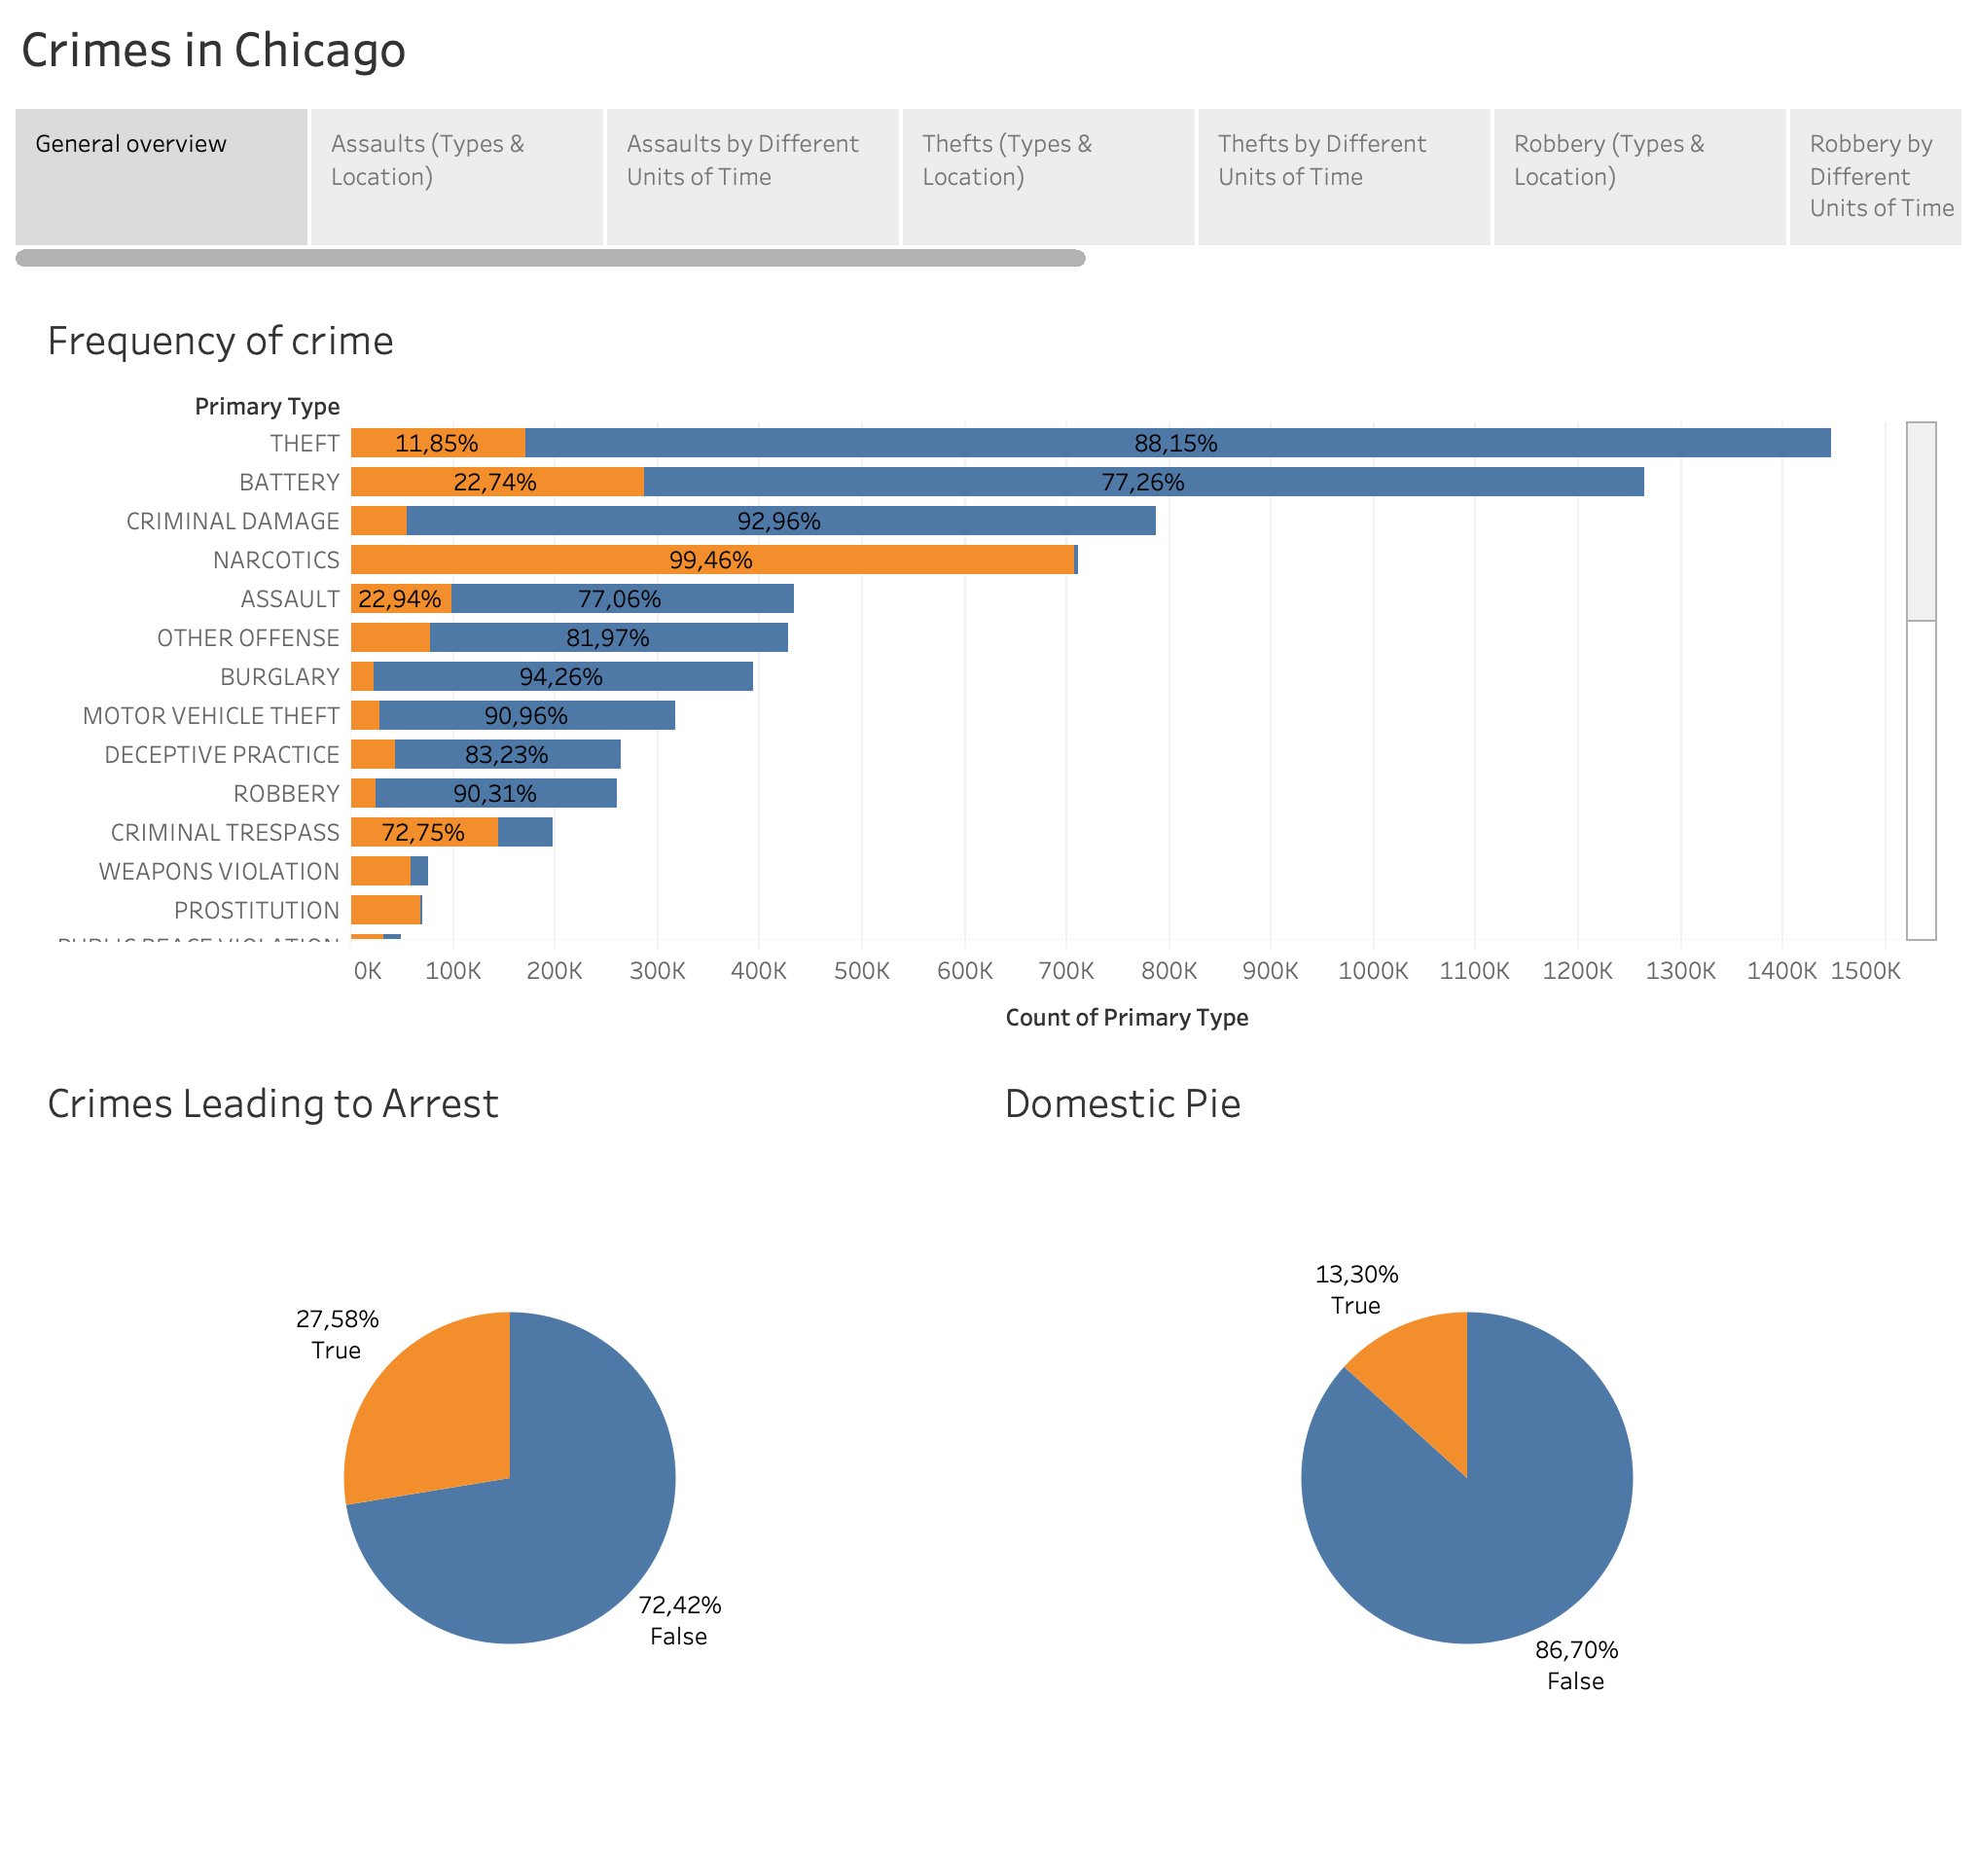 Crimes in Chicago
General overview
Assaults (Types &
Location)
Assaults by Different
Units of Time
Thefts (Types &
Location)
Thefts by Different
Units of Time
Robbery (Types &
Location)
Robbery by
Different
Units of Time
Frequency of crime
Primary Type
THEFT 11,85% 88,15%
BATTERY 22,74% 77,26%
CRIMINAL DAMAGE 92,96%
NARCOTICS 99,46%
ASSAULT 22,94% 77,06%
OTHER OFFENSE 81,97%
BURGLARY 94,26%
MOTOR VEHICLE THEFT 90,96%
DECEPTIVE PRACTICE 83,23%
ROBBERY 90,31%
CRIMINAL TRESPASS 72,75%
WEAPONS VIOLATION
PROSTITUTION
PUBLIC PEACE VIOLATION
0K 100K 200K 300K 400K 500K 600K 700K 800K 900K 1000K 1100K 1200K 1300K 1400K 1500K
Count of Primary Type
Crimes Leading to Arrest
27,58%
True
72,42%
False
Domestic Pie
13,30%
True
86,70%
False